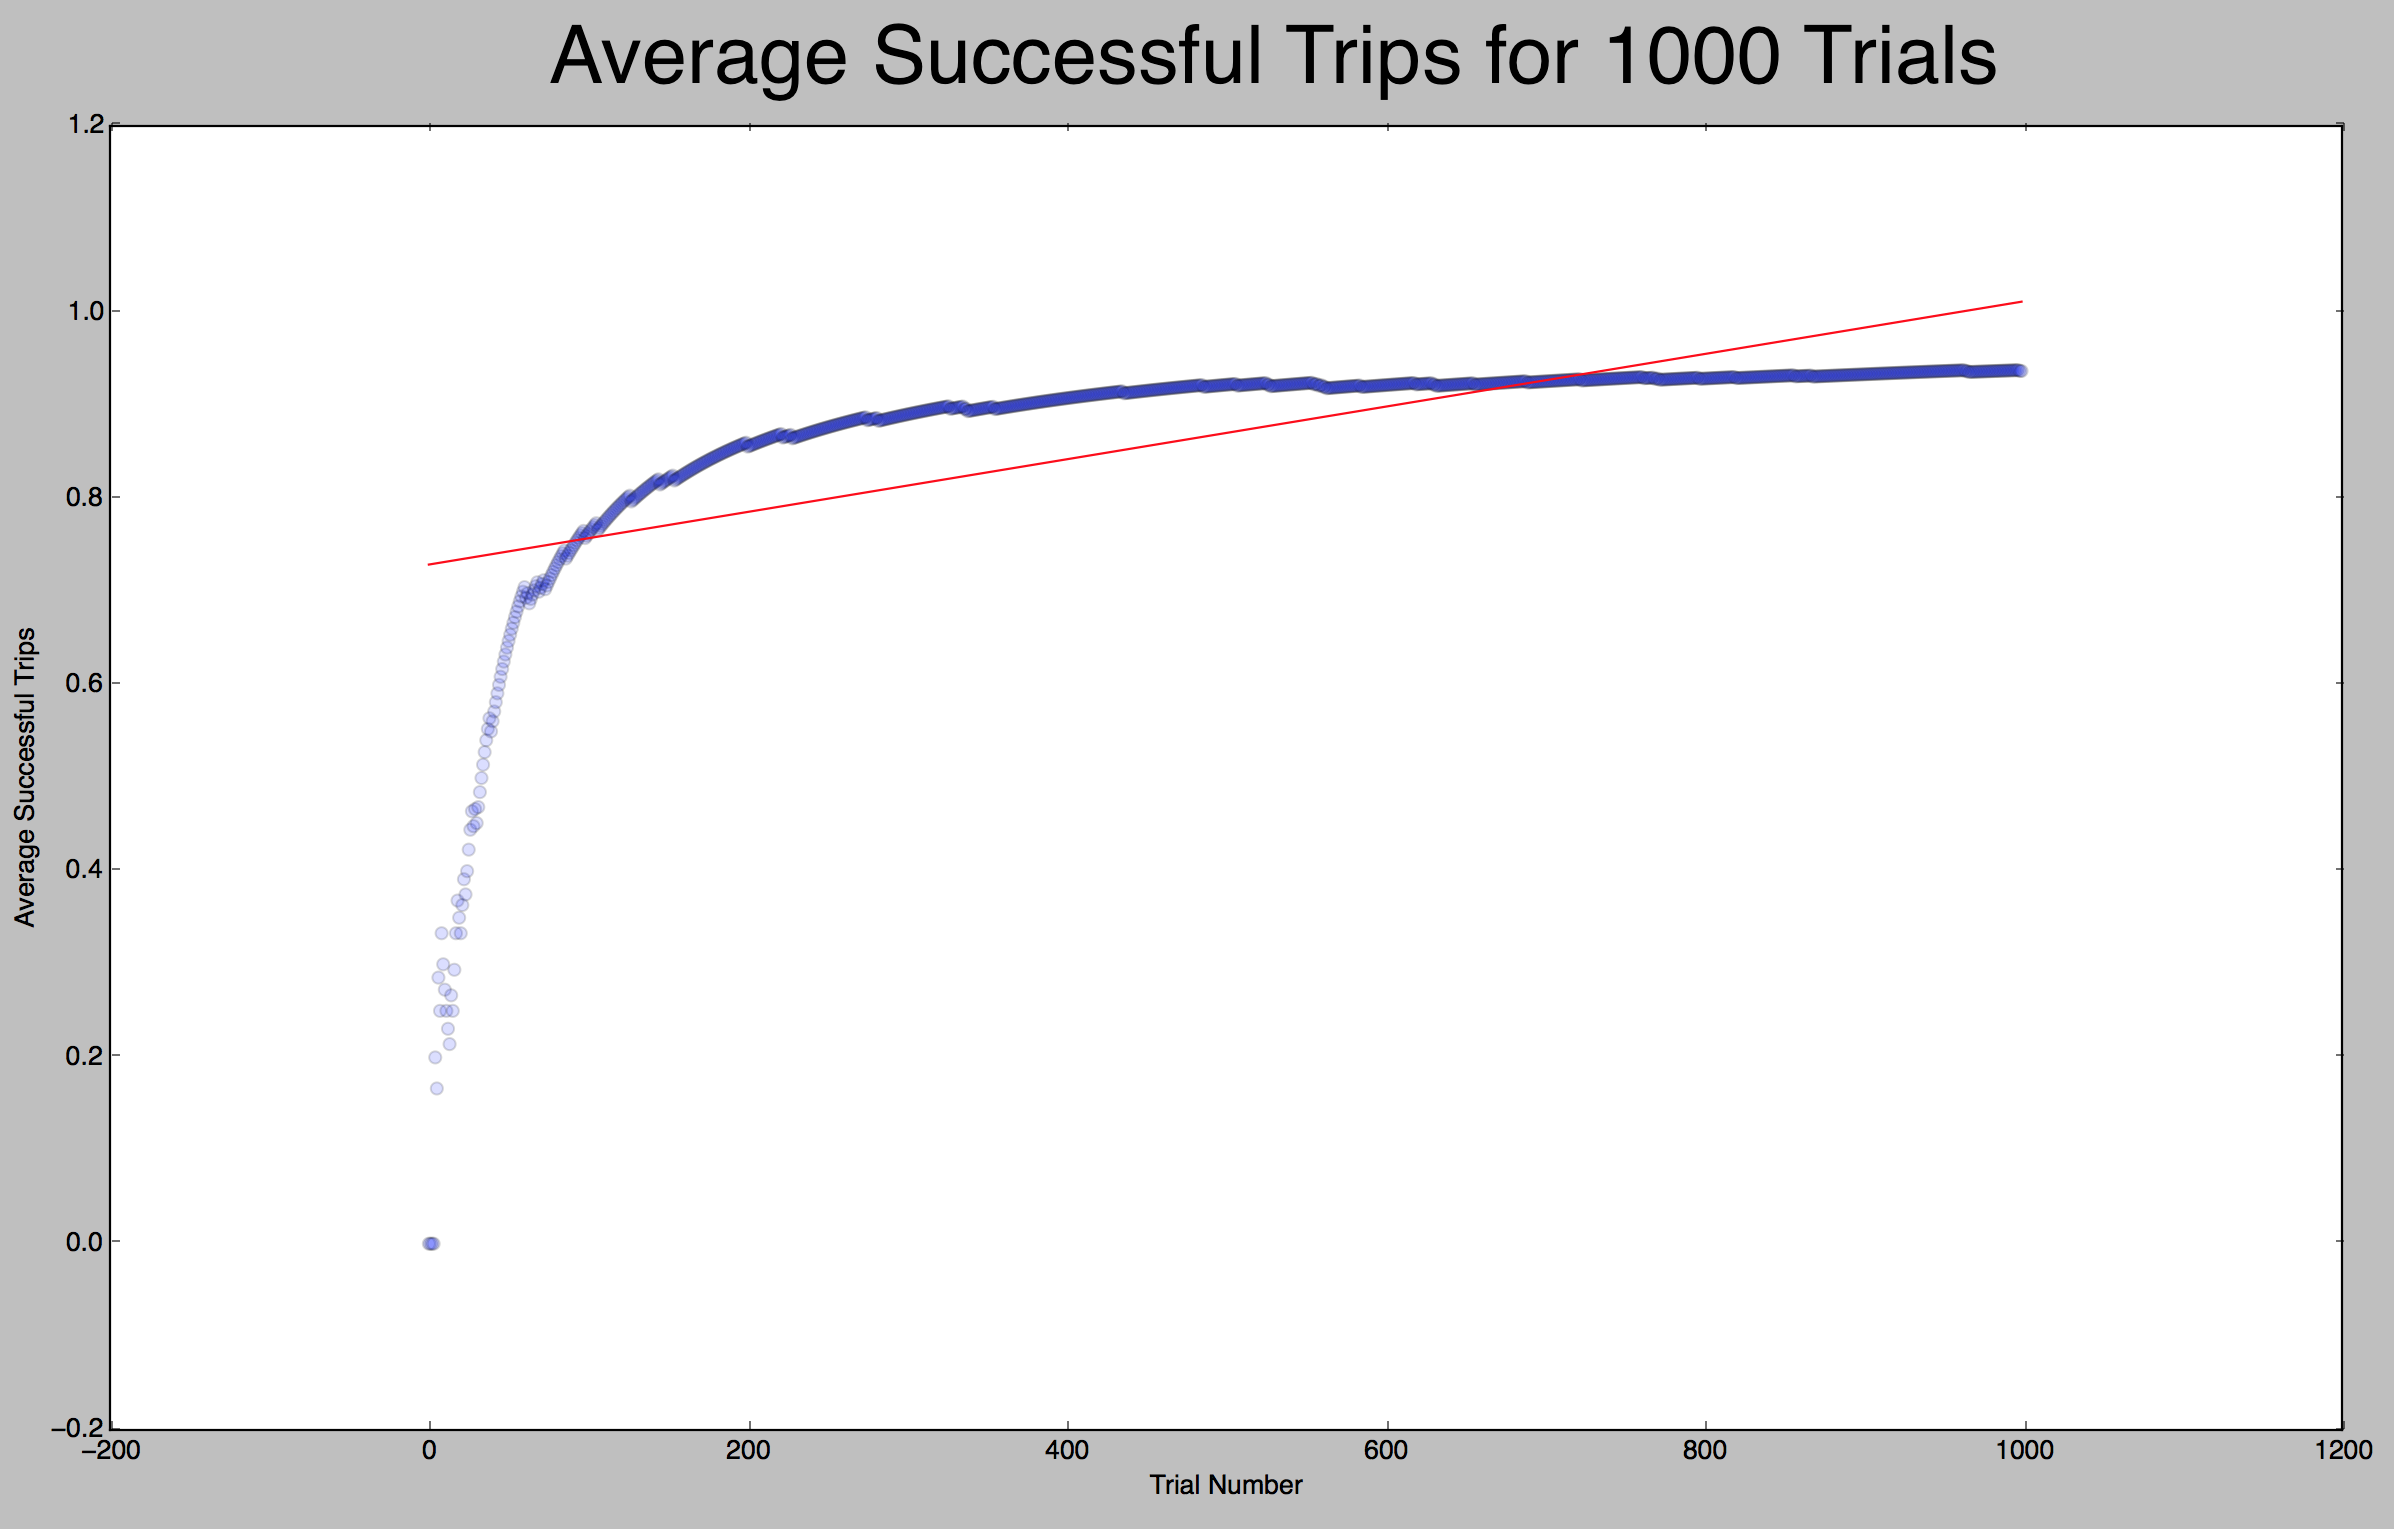 Average Successful Trips for 1000 Trials
1.2
1.0
0.8
0.6
0.4
0.2
0.0
−0.2
Average Successful Trips
−200 0 200 400 600 800 1000 1200
Trial Number